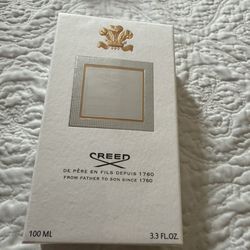 CREED
DE PÈRE EN FILS DEPUIS 1760
FROM FATHER TO SON SINCE 1760
100 ML 3.3 FL.OZ.